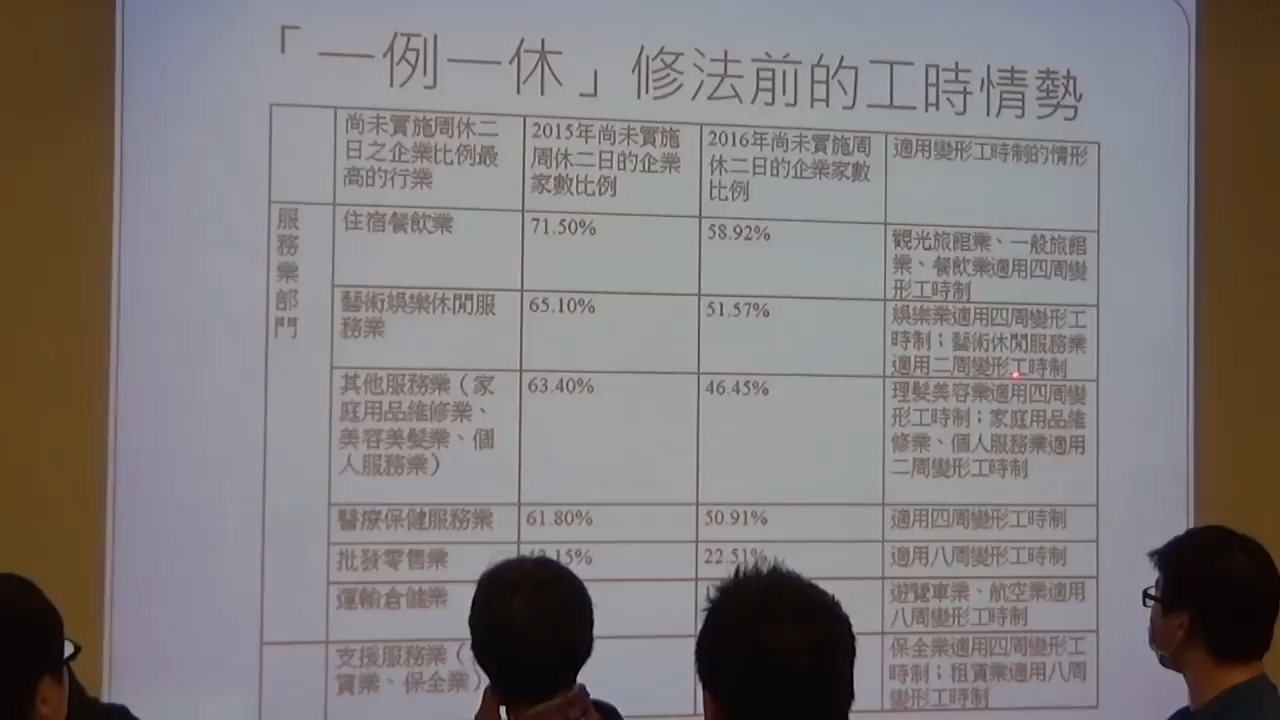 「一例一休」修法前的工時情勢
尚未實施周休二
日之企業比例最
高的行業
2015年尚未實施
周休二日的企業
家數比例
2016年尚未實施周
休二日的企業家數
比例
適用變形工時制的情形
服
務
業
部
門
住宿餐飲業
71.50%
58.92%
觀光旅館業、一般旅館
業、餐飲業適用四周變
形工時制
藝術娛樂休閒服
務業
65.10%
51.57%
娛樂業適用四周變形工
時制；藝術休閒服務業
適用二周變形工時制
其他服務業（家
庭用品維修業、
美容美髮業、個
人服務業）
63.40%
46.45%
理髮美容業適用四周變
形工時制；家庭用品維
修業、個人服務業適用
二周變形工時制
醫療保健服務業
61.80%
50.91%
適用四周變形工時制
批發零售業
22.51%
適用八周變形工時制
運輸倉儲業
遊覽車業、航空業適用
八周變形工時制
支援服務業（
賃業、保全業）
保全業適用四周變形工
時制；租賃業適用八周
變形工時制